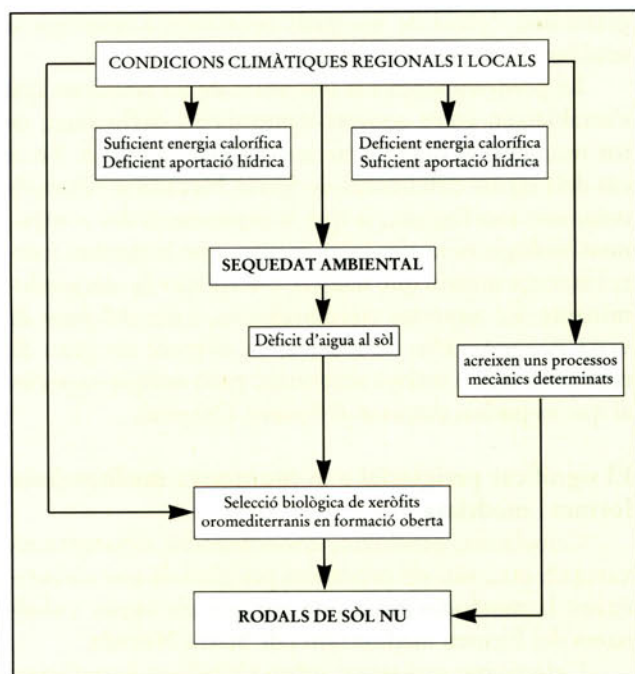 CONDICIONS CLIMÀTIQUES REGIONALS I LOCALS
Suficient energia calorífica
Deficient aportació hídrica
Deficient energia calorífica
Suficient aportació hídrica
SEQUEDAT AMBIENTAL
Dèficit d'aigua al sòl
acreixen uns processos
mecànics determinats
Selecció biològica de xeròfits
oromediterranis en formació oberta
RODALS DE SÒL NU